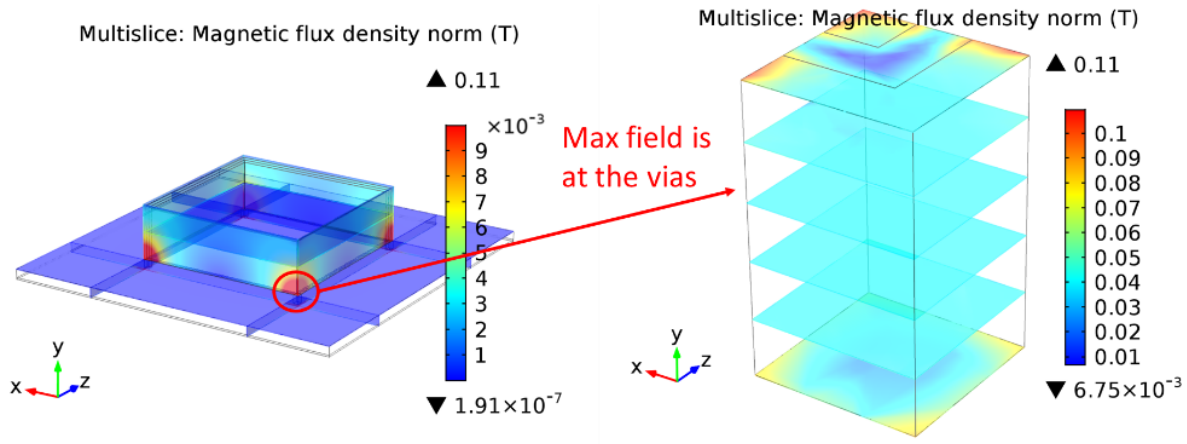 Multislice: Magnetic flux density norm (T)
▲ 0.11
×10⁻³
9
8
7
6
5
4
3
2
1
▼ 1.91×10⁻⁷
y
x
z
Max field is
at the vias
Multislice: Magnetic flux density norm (T)
▲ 0.11
0.1
0.09
0.08
0.07
0.06
0.05
0.04
0.03
0.02
0.01
▼ 6.75×10⁻³
y
x
z